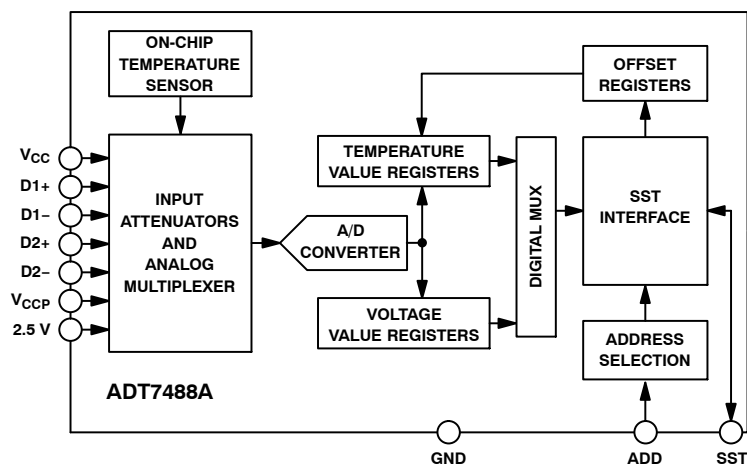 ON-CHIP
TEMPERATURE
SENSOR
OFFSET
REGISTERS
VCC
D1+
D1−
D2+
D2−
VCCP
2.5 V
INPUT
ATTENUATORS
AND
ANALOG
MULTIPLEXER
A/D
CONVERTER
TEMPERATURE
VALUE REGISTERS
VOLTAGE
VALUE REGISTERS
DIGITAL MUX
SST
INTERFACE
ADDRESS
SELECTION
ADT7488A
GND
ADD
SST